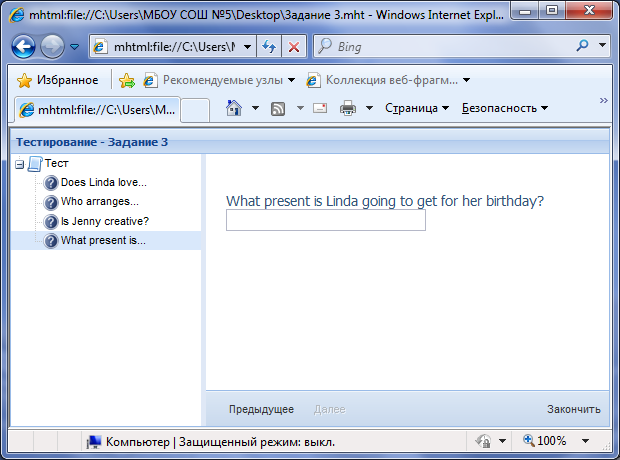 mhtml:file://C:\Users\МБОУ СОШ №5\Desktop\Задание 3.mht - Windows Internet Expl...
mhtml:file://C:\Users\M
Bing
Избранное
Рекомендуемые узлы
Коллекция веб-фрагм...
mhtml:file://C:\Users\M...
Страница
Безопасность
»
Тестирование - Задание 3
Тест
Does Linda love...
Who arranges...
Is Jenny creative?
What present is...
What present is Linda going to get for her birthday?
Предыдущее
Далее
Закончить
Компьютер | Защищенный режим: выкл.
100%